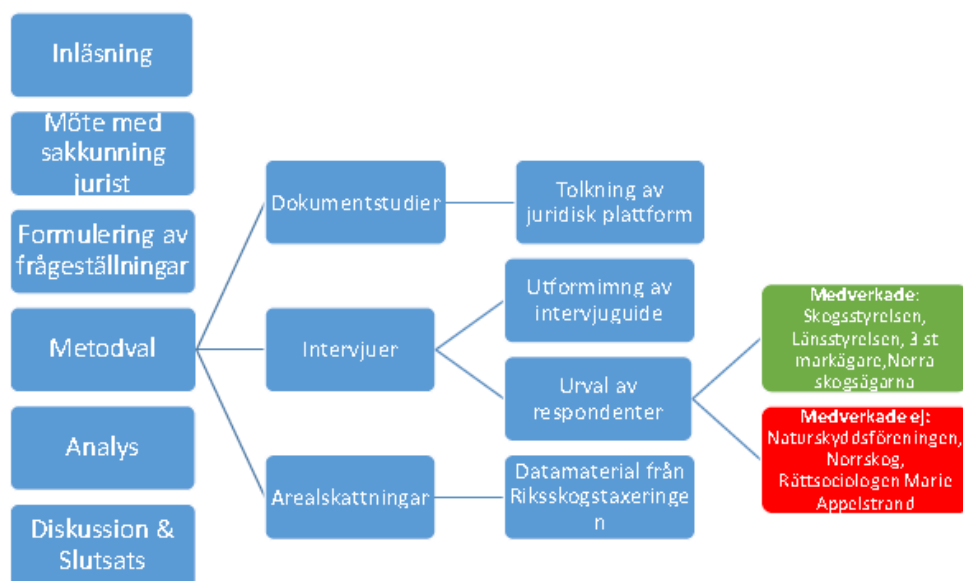 Inläsning
Möte med
sakkunning
jurist
Formulering av
frågeställningar
Metodval
Analys
Diskussion &
Slutsats
Dokumentstudier
Intervjuer
Arealskattningar
Tolkning av
juridisk plattform
Utformimng av
intervjuguide
Urval av
respondenter
Datamaterial från
Riksskogstaxeringe
n
Medverkade:
Skogsstyrelsen,
Länsstyrelsen, 3 st
markägare,Norra
skogsägarna
Medverkade ej:
Naturskyddsföreningen,
Norrskog,
Rättsociologen Marie
Appelstrand